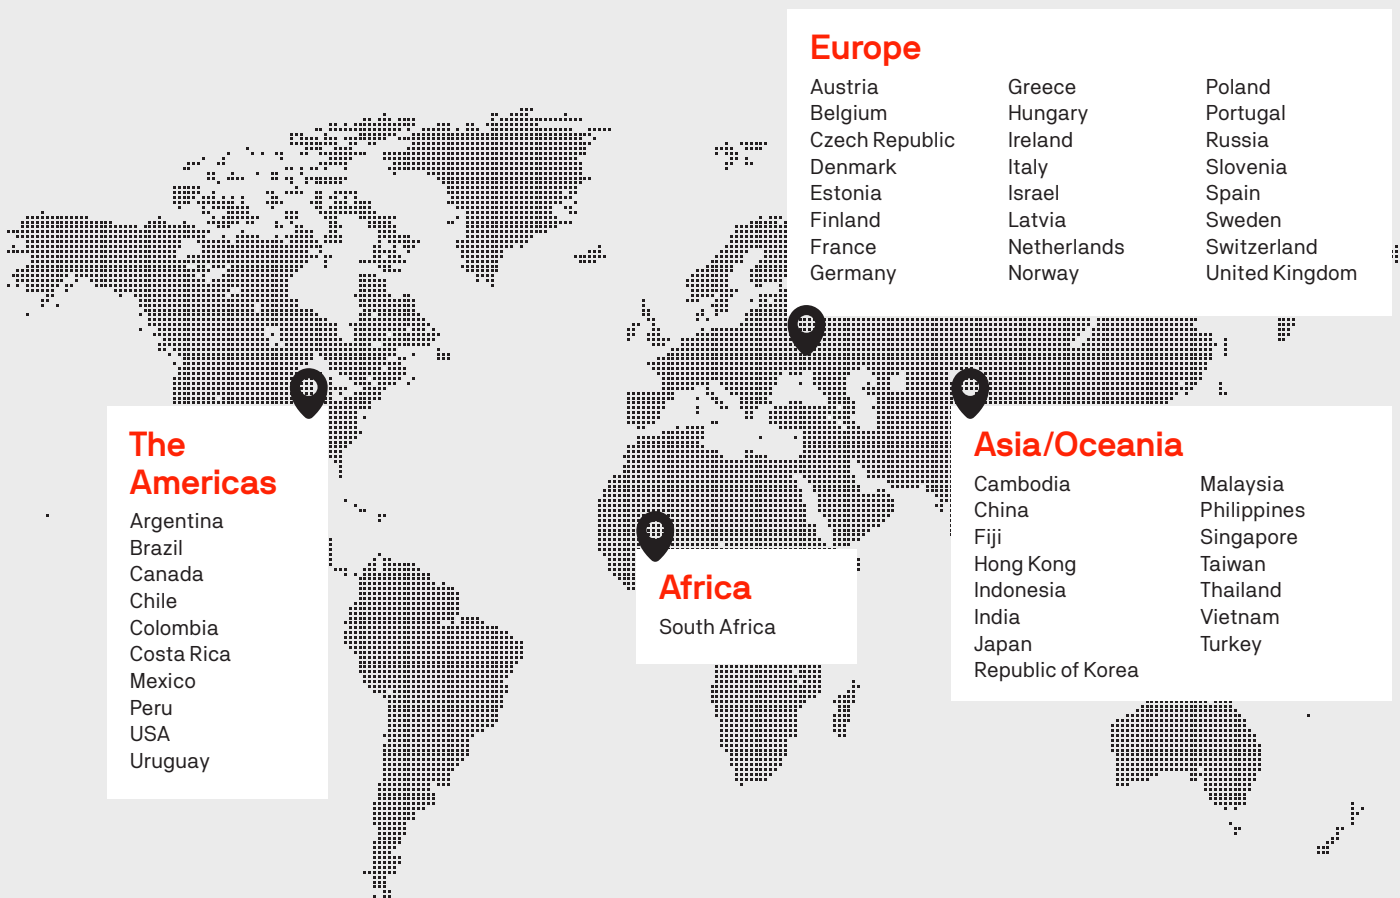 Europe
Austria
Belgium
Czech Republic
Denmark
Estonia
Finland
France
Germany
Greece
Hungary
Ireland
Italy
Israel
Latvia
Netherlands
Norway
Poland
Portugal
Russia
Slovenia
Spain
Sweden
Switzerland
United Kingdom
The
Americas
Argentina
Brazil
Canada
Chile
Colombia
Costa Rica
Mexico
Peru
USA
Uruguay
Africa
South Africa
Asia/Oceania
Cambodia
China
Fiji
Hong Kong
Indonesia
India
Japan
Republic of Korea
Malaysia
Philippines
Singapore
Taiwan
Thailand
Vietnam
Turkey